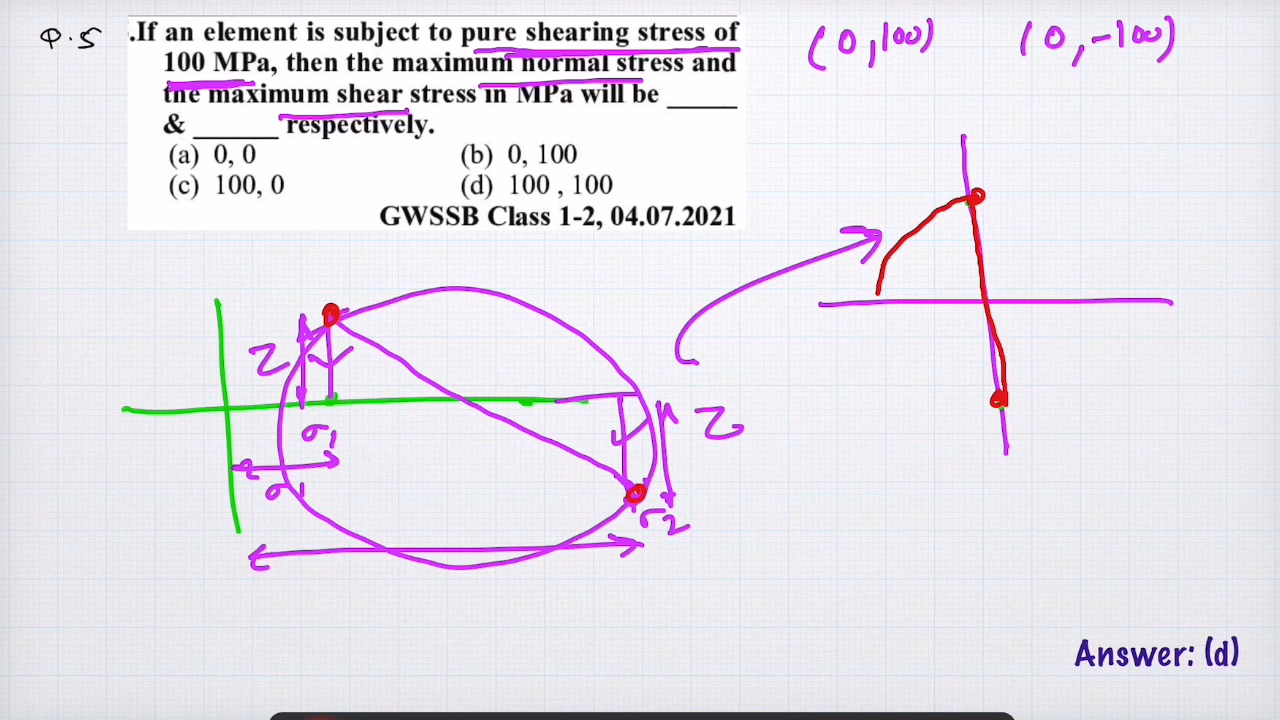 Q.5
.If an element is subject to pure shearing stress of
100 MPa, then the maximum normal stress and
the maximum shear stress in MPa will be _____
& ______ respectively.
(a) 0, 0 (b) 0, 100
(c) 100, 0 (d) 100 , 100
GWSSB Class 1-2, 04.07.2021
(0,100) (0,-100)
Z
Z
σ1
σ1
σ2
Answer: (d)